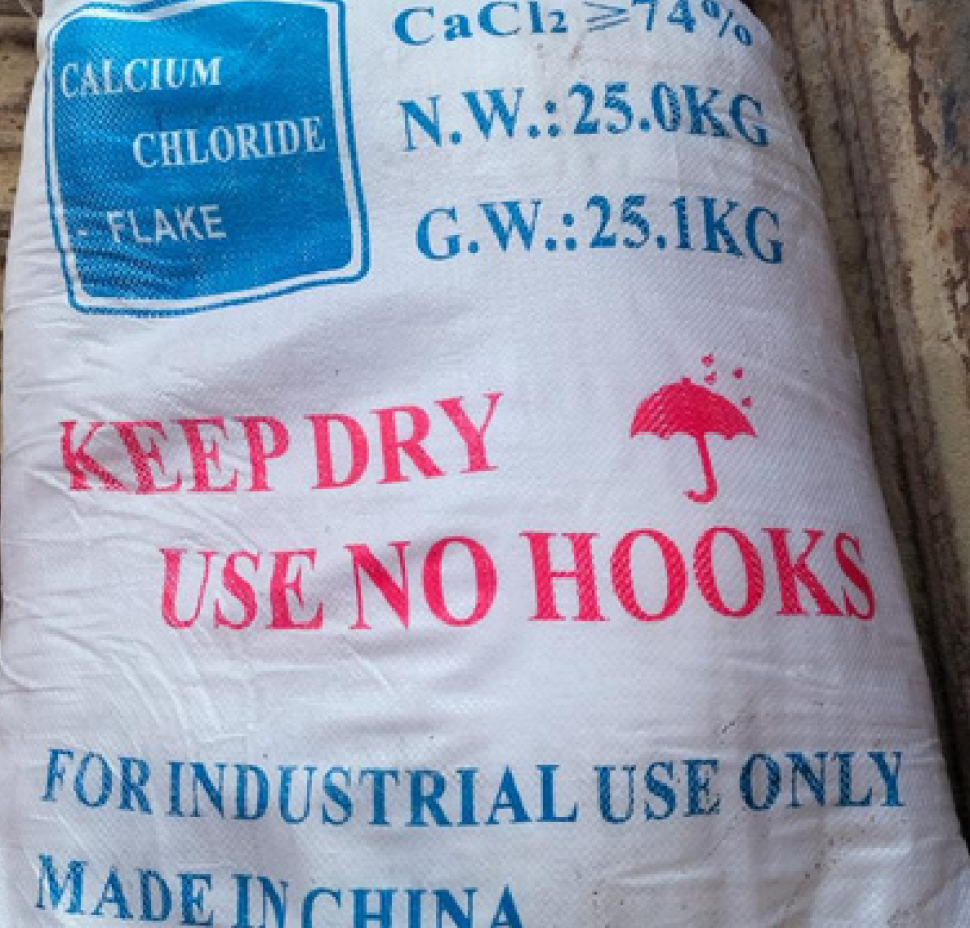 CALCIUM
CHLORIDE
- FLAKE
CaCl₂ ≥74%
N.W.:25.0KG
G.W.:25.1KG
KEEP DRY
USE NO HOOKS
FOR INDUSTRIAL USE ONLY
MADE IN CHINA